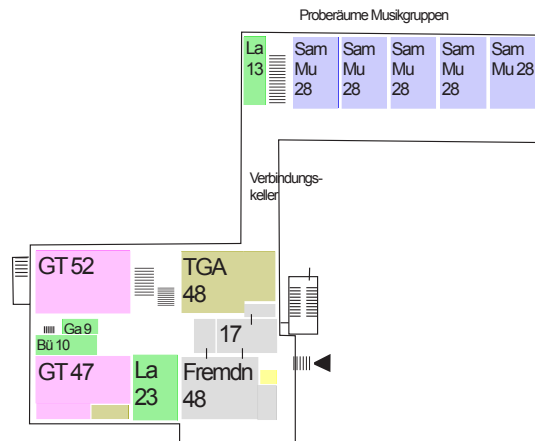 Proberäume Musikgruppen
La
13
Sam
Mu
28
Sam
Mu
28
Sam
Mu
28
Sam
Mu
28
Sam
Mu 28
Verbindungs-
keller
GT 52
TGA
48
Ga 9
Bü 10
17
GT 47
La
23
Fremdn
48